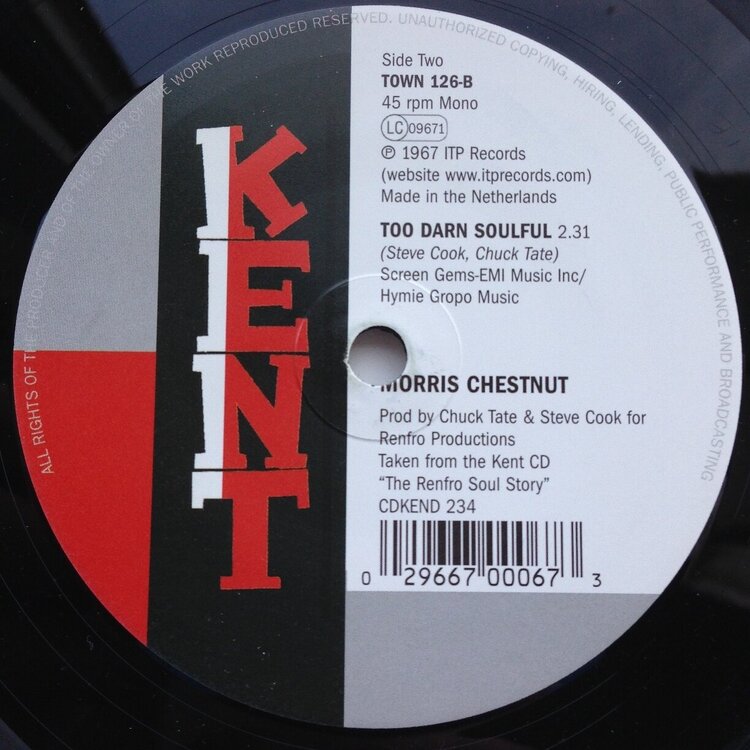 ALL RIGHTS OF THE PRODUCER AND OF THE OWNER OF THE WORK REPRODUCED RESERVED. UNAUTHORIZED COPYING, HIRING, LENDING, PUBLIC PERFORMANCE AND BROADCASTING
KENT
Side Two
TOWN 126-B
45 rpm Mono
LC 09671
℗ 1967 ITP Records
(website www.itprecords.com)
Made in the Netherlands
TOO DARN SOULFUL 2.31
(Steve Cook, Chuck Tate)
Screen Gems-EMI Music Inc/
Hymie Gropo Music
MORRIS CHESTNUT
Prod by Chuck Tate & Steve Cook for
Renfro Productions
Taken from the Kent CD
“The Renfro Soul Story”
CDKEND 234
0 29667 00067 3